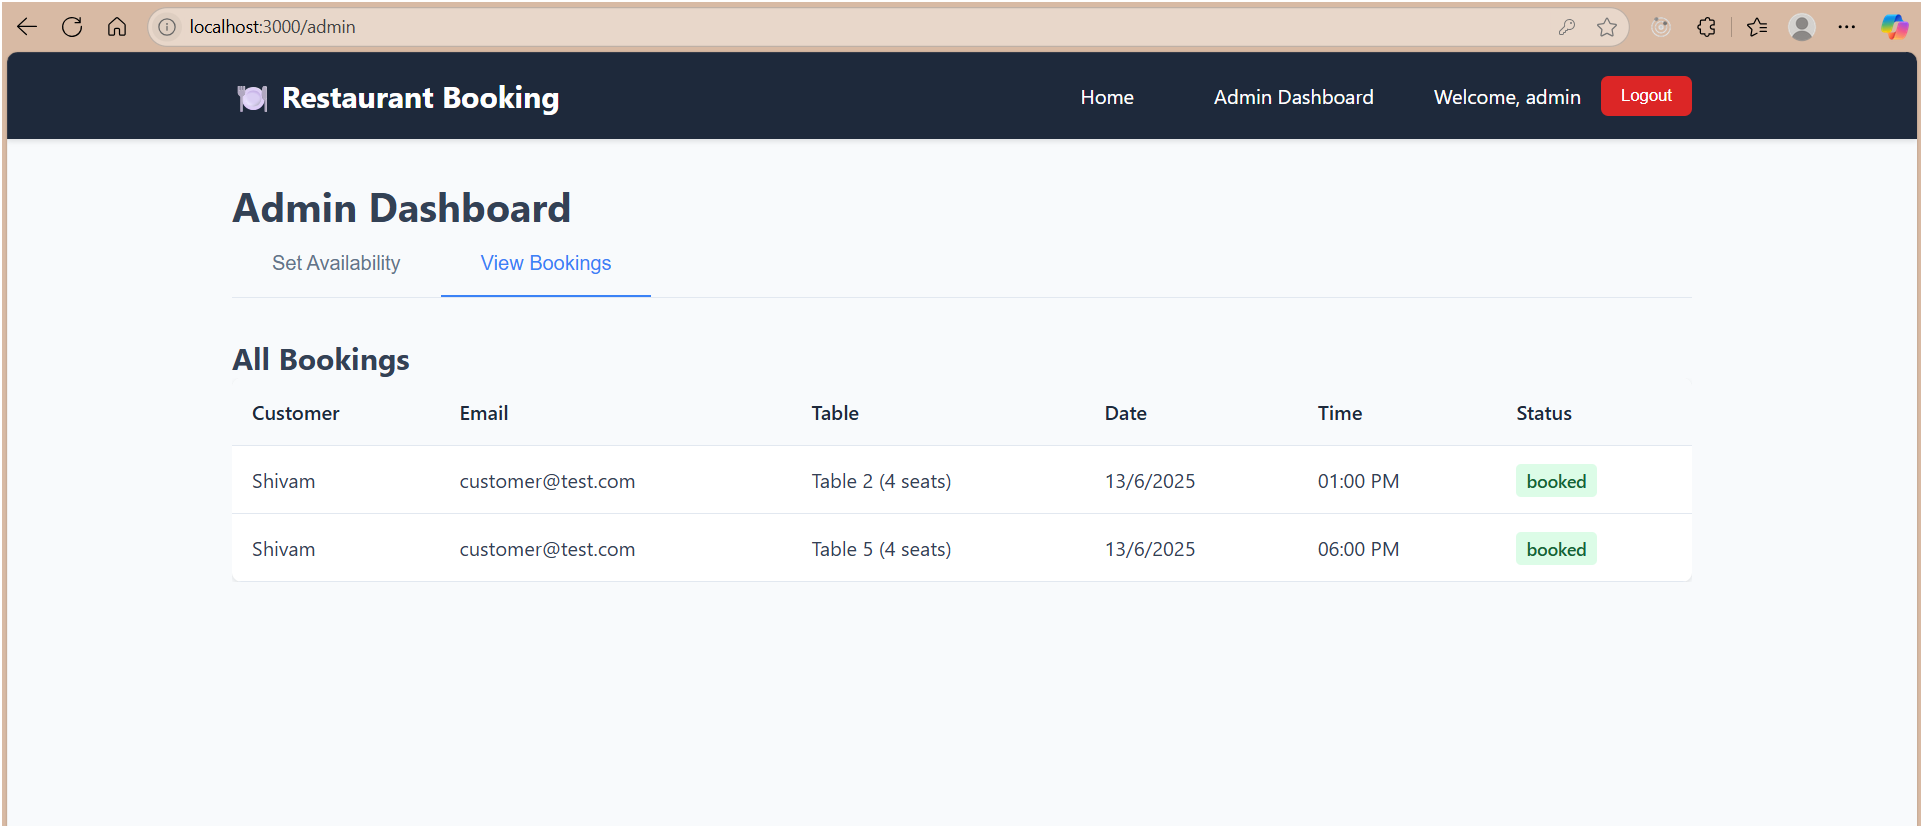 localhost:3000/admin
Restaurant Booking Home Admin Dashboard Welcome, admin Logout
Admin Dashboard
Set Availability View Bookings
All Bookings
Customer Email Table Date Time Status
Shivam customer@test.com Table 2 (4 seats) 13/6/2025 01:00 PM booked
Shivam customer@test.com Table 5 (4 seats) 13/6/2025 06:00 PM booked